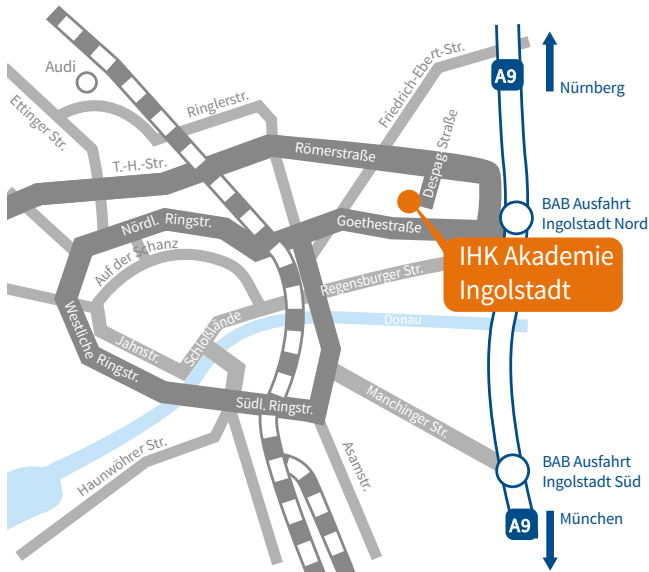 Audi
Ettinger Str.
Ringlerstr.
Friedrich-Ebert-Str.
A9
Nürnberg
T.-H.-Str.
Römerstraße
Despag-Straße
Nördl. Ringstr.
Goethestraße
BAB Ausfahrt
Ingolstadt Nord
Auf der Schanz
IHK Akademie
Ingolstadt
Regensburger Str.
Westliche Ringstr.
Jahnstr.
Schloßlände
Donau
Südl. Ringstr.
Manchinger Str.
Haunwöhrer Str.
Asamstr.
BAB Ausfahrt
Ingolstadt Süd
A9
München